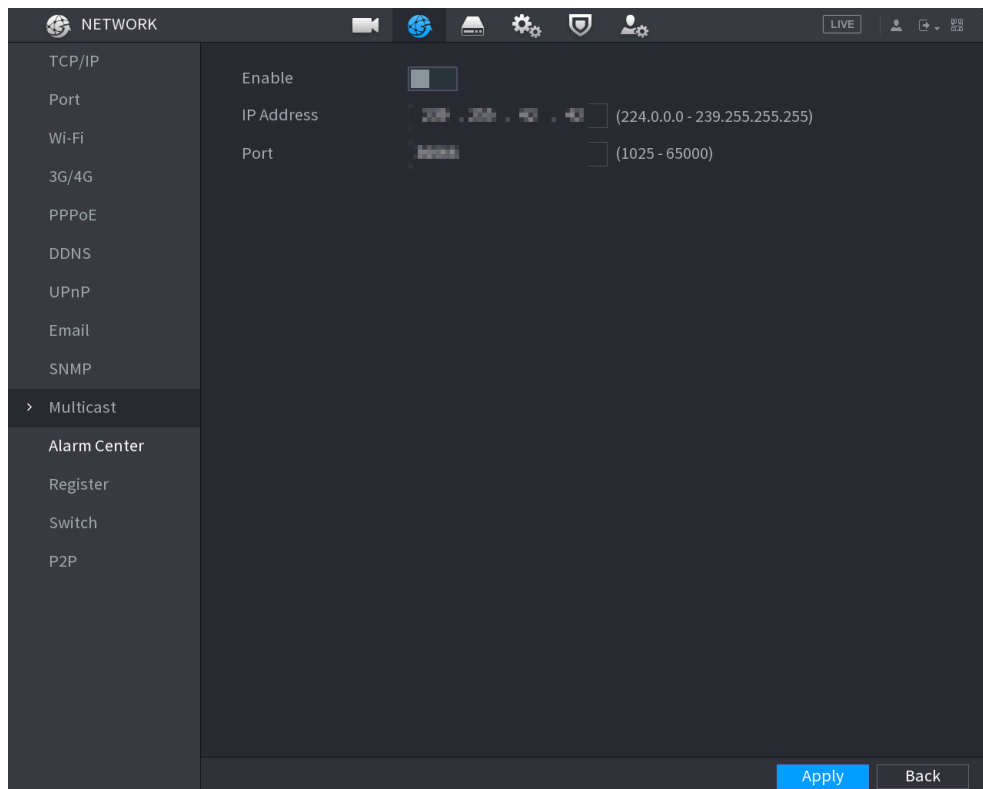 NETWORK
LIVE
TCP/IP
Port
Wi-Fi
3G/4G
PPPoE
DDNS
UPnP
Email
SNMP
> Multicast
Alarm Center
Register
Switch
P2P
Enable
IP Address (224.0.0.0 - 239.255.255.255)
Port (1025 - 65000)
Apply Back